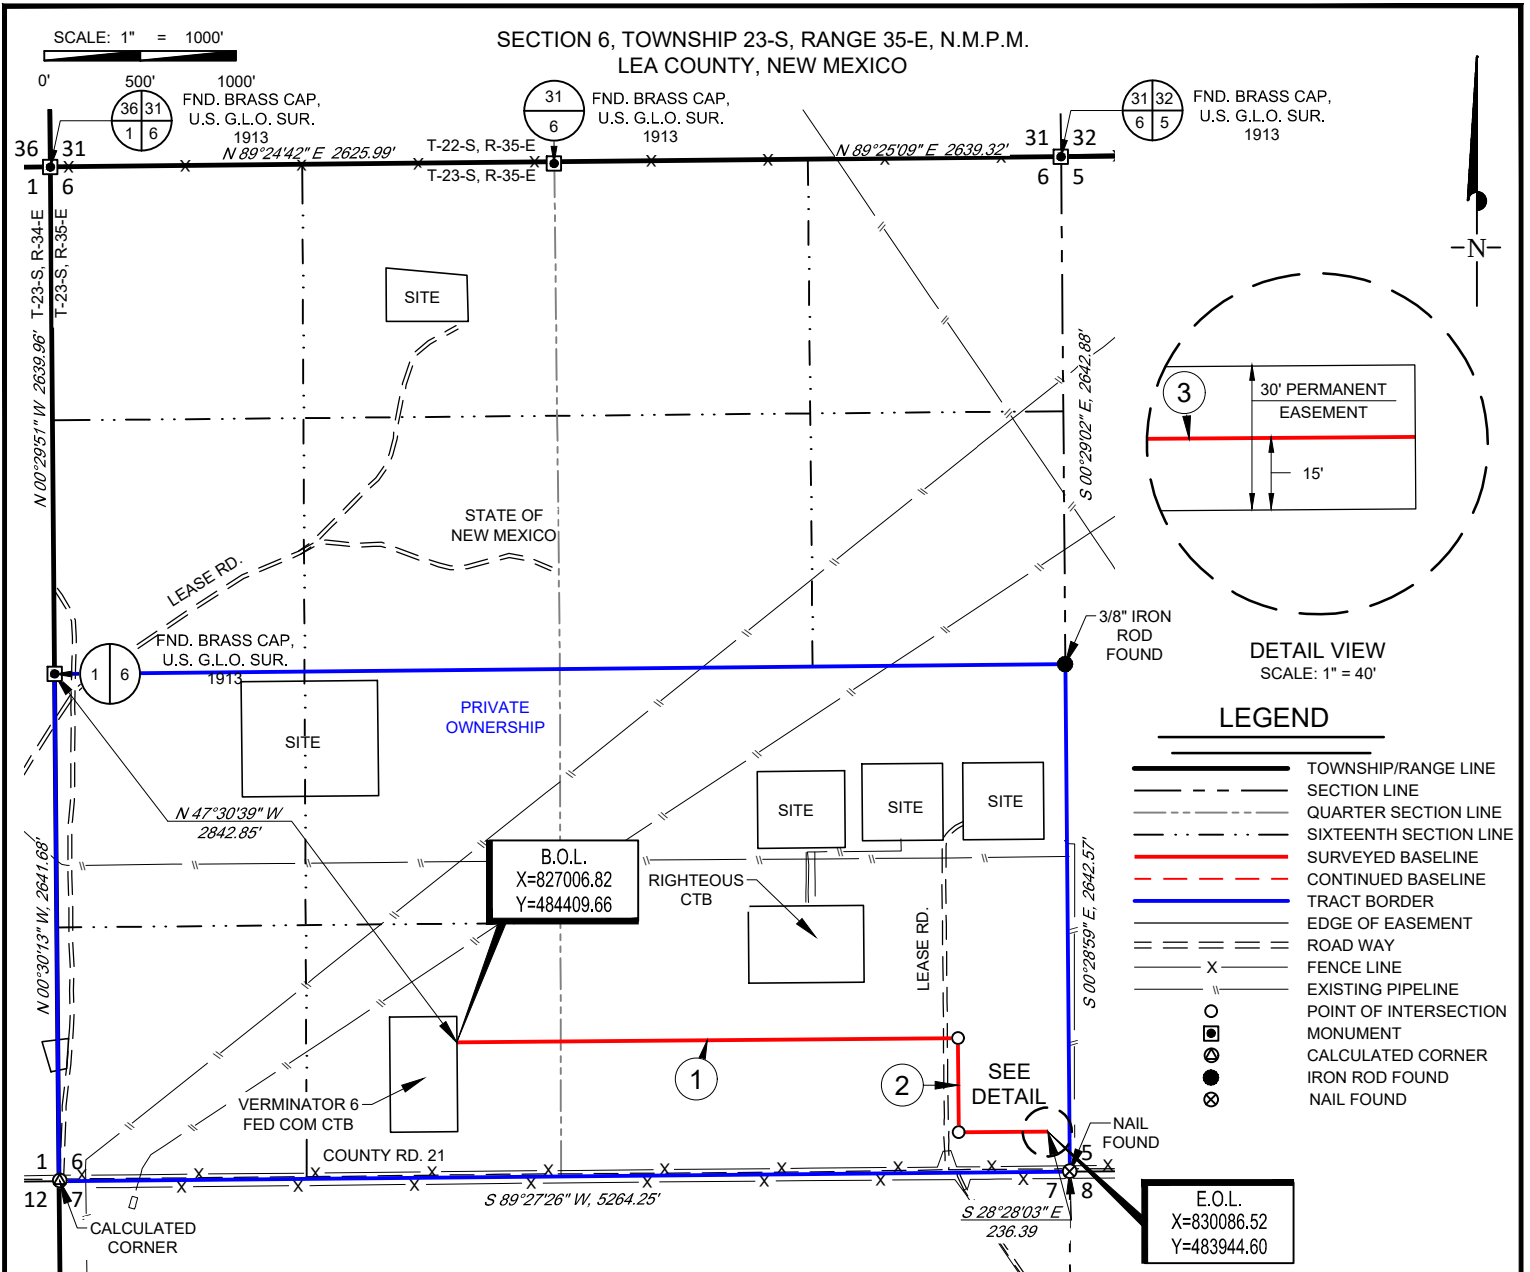 SCALE: 1" = 1000'
0' 500' 1000'
SECTION 6, TOWNSHIP 23-S, RANGE 35-E, N.M.P.M.
LEA COUNTY, NEW MEXICO
36 31
1 6
FND. BRASS CAP,
U.S. G.L.O. SUR.
1913
31
6
FND. BRASS CAP,
U.S. G.L.O. SUR.
1913
31 32
6 5
FND. BRASS CAP,
U.S. G.L.O. SUR.
1913
36 31
1 6
N 89°24'42" E 2625.99'
T-22-S, R-35-E
T-23-S, R-35-E
N 89°25'09" E 2639.32'
31 32
6 5
N
T-23-S, R-34-E
T-23-S, R-35-E
N 00°29'51" W 2639.96'
SITE
S 00°29'02" E, 2642.88'
3
30' PERMANENT
EASEMENT
15'
DETAIL VIEW
SCALE: 1" = 40'
STATE OF
NEW MEXICO
LEASE RD.
3/8" IRON
ROD
FOUND
1 6
FND. BRASS CAP,
U.S. G.L.O. SUR.
1913
PRIVATE
OWNERSHIP
SITE
N 47°30'39" W
2842.85'
N 00°30'13" W, 2641.68'
B.O.L.
X=827006.82
Y=484409.66
SITE
SITE
SITE
RIGHTEOUS
CTB
LEASE RD.
S 00°28'59" E, 2642.57'
LEGEND
TOWNSHIP/RANGE LINE
SECTION LINE
QUARTER SECTION LINE
SIXTEENTH SECTION LINE
SURVEYED BASELINE
CONTINUED BASELINE
TRACT BORDER
EDGE OF EASEMENT
ROAD WAY
X FENCE LINE
EXISTING PIPELINE
POINT OF INTERSECTION
MONUMENT
CALCULATED CORNER
IRON ROD FOUND
NAIL FOUND
1
2
SEE
DETAIL
VERMINATOR 6
FED COM CTB
COUNTY RD. 21
NAIL
FOUND
1 6
12 7
5
7 8
CALCULATED
CORNER
S 89°27'26" W, 5264.25'
S 28°28'03" E
236.39
E.O.L.
X=830086.52
Y=483944.60